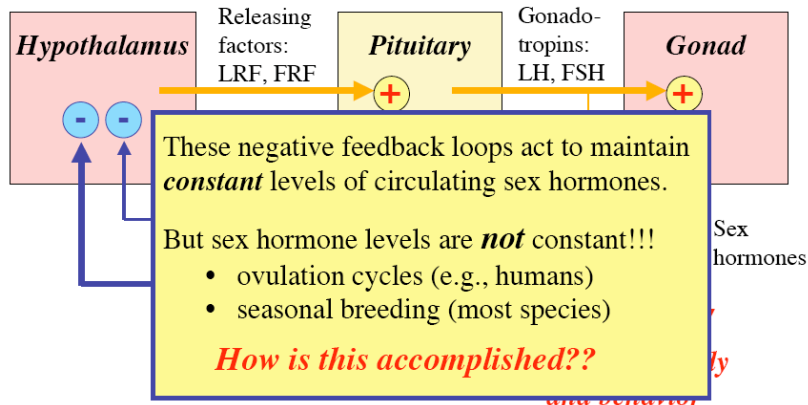 Hypothalamus
Releasing
factors:
LRF, FRF
+
Pituitary
Gonado-
tropins:
LH, FSH
+
Gonad
- -
These negative feedback loops act to maintain
constant levels of circulating sex hormones.
But sex hormone levels are not constant!!!
• ovulation cycles (e.g., humans)
• seasonal breeding (most species)
How is this accomplished??
Sex
hormones
and behavior